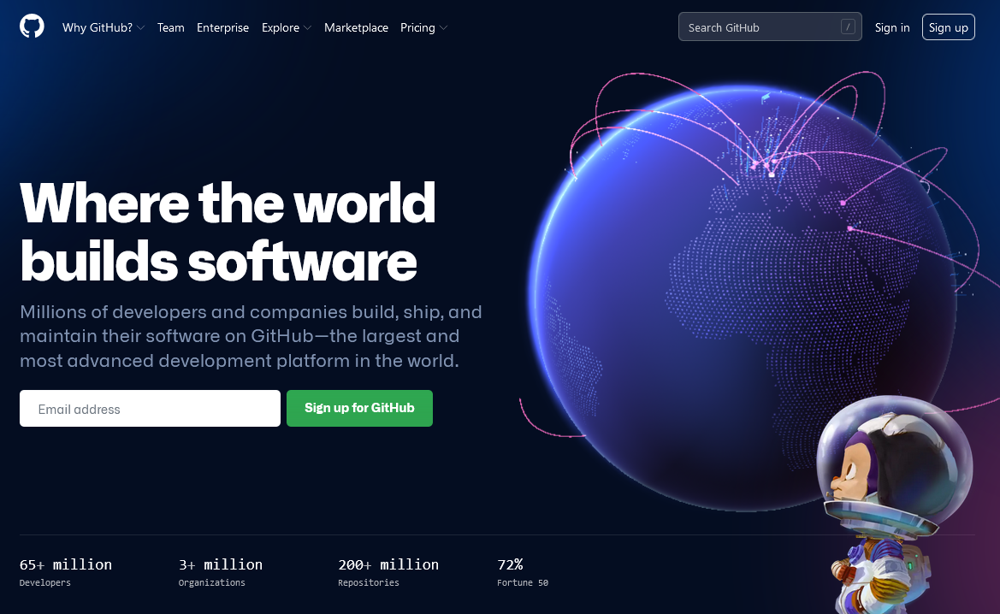 Why GitHub? Team Enterprise Explore Marketplace Pricing Search GitHub / Sign in Sign up
Where the world
builds software
Millions of developers and companies build, ship, and
maintain their software on GitHub—the largest and
most advanced development platform in the world.
Email address Sign up for GitHub
65+ million 3+ million 200+ million 72%
Developers Organizations Repositories Fortune 50